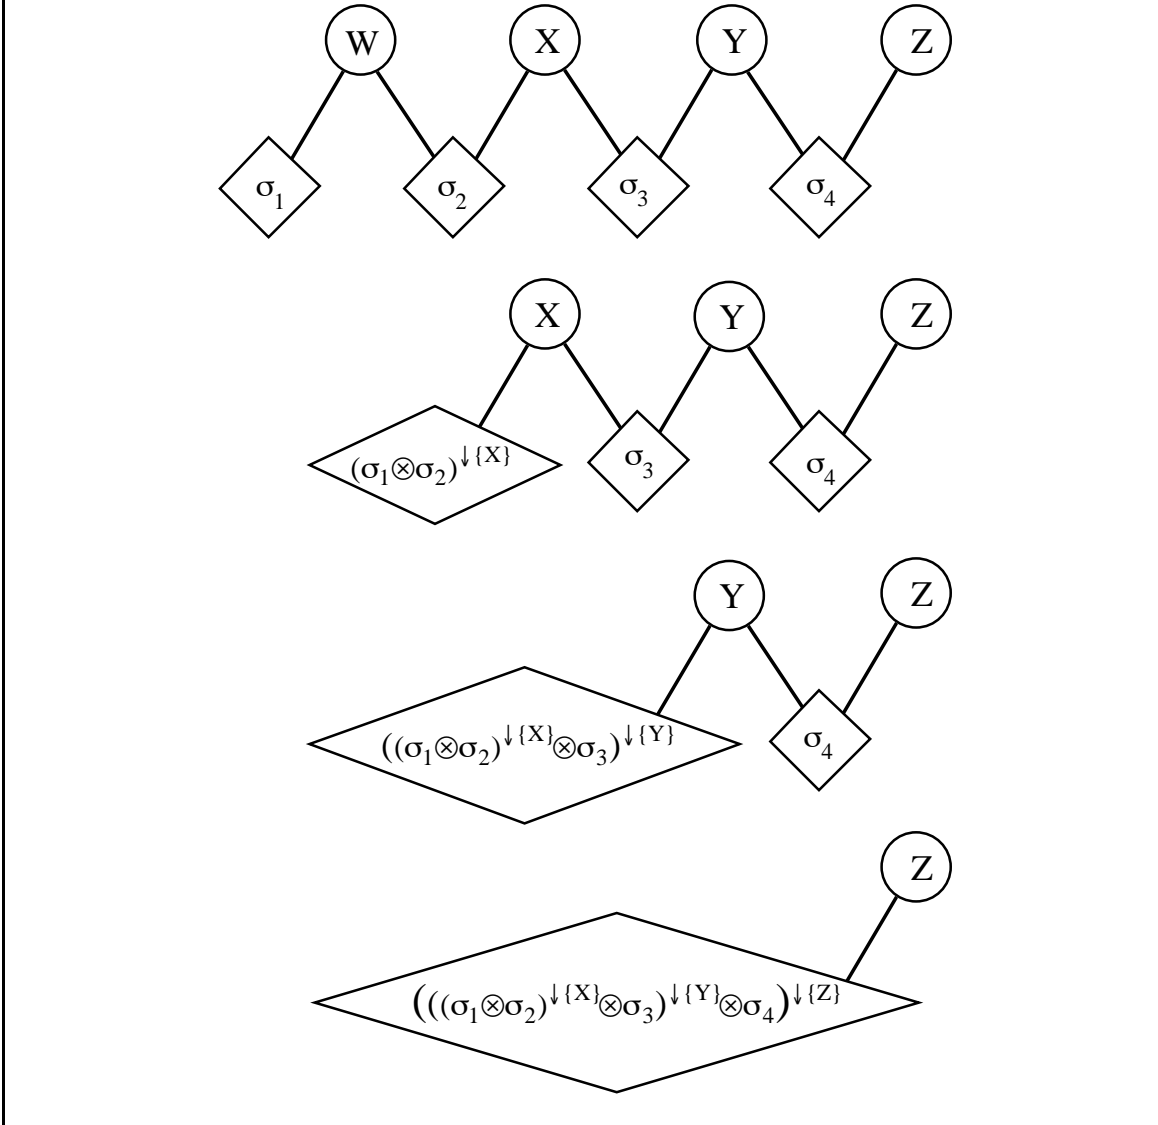 W X Y Z
σ₁ σ₂ σ₃ σ₄
X Y Z
(σ₁⊗σ₂)↓{X} σ₃ σ₄
Y Z
((σ₁⊗σ₂)↓{X}⊗σ₃)↓{Y} σ₄
Z
(((σ₁⊗σ₂)↓{X}⊗σ₃)↓{Y}⊗σ₄)↓{Z}